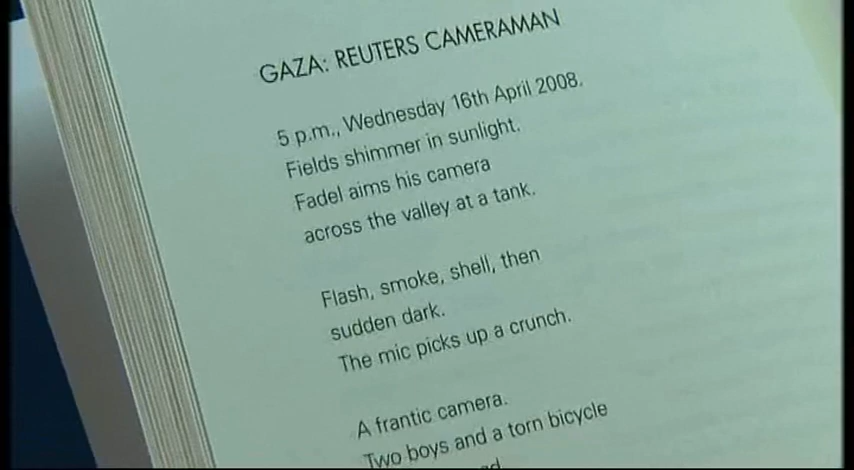 GAZA: REUTERS CAMERAMAN
5 p.m., Wednesday 16th April 2008.
Fields shimmer in sunlight.
Fadel aims his camera
across the valley at a tank.
Flash, smoke, shell, then
sudden dark.
The mic picks up a crunch.
A frantic camera.
Two boys and a torn bicycle